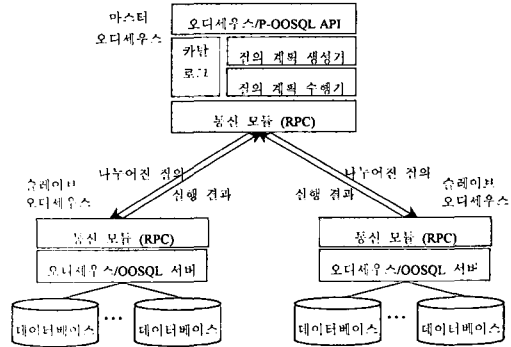 마스터
오디세우스
오디세우스/P-OOSQL API
카탈
로그
질의 계획 생성기
질의 계획 수행기
통신 모듈 (RPC)
나누어진 질의
실행 결과
나누어진 질의
실행 결과
슬레이브
오디세우스
통신 모듈 (RPC)
오디세우스/OOSQL 서버
데이터베이스
...
데이터베이스
슬레이브
오디세우스
통신 모듈 (RPC)
오디세우스/OOSQL 서버
데이터베이스
...
데이터베이스